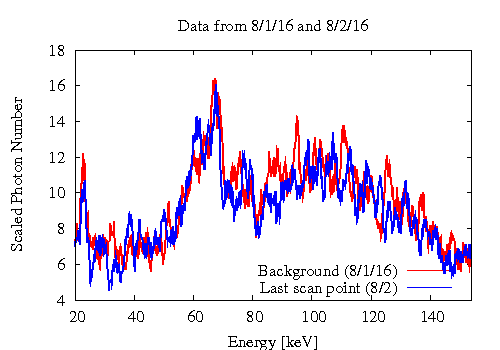 Data from 8/1/16 and 8/2/16
18
16
14
12
10
8
6
4
Scaled Photon Number
Background (8/1/16)
Last scan point (8/2)
20 40 60 80 100 120 140
Energy [keV]